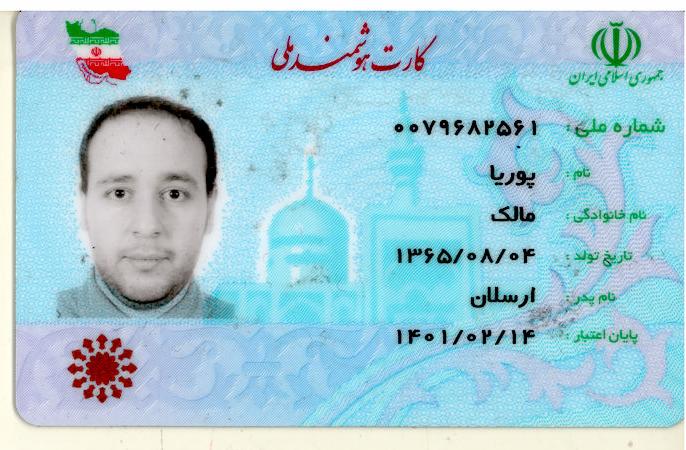 کارت هوشمند ملی
جمهوری اسلامی ایران
شماره ملی: ۰۰۷۹۶۸۲۵۶۱
نام: پوریا
نام خانوادگی: مالک
تاریخ تولد: ۱۳۶۵/۰۸/۰۴
نام پدر: ارسلان
پایان اعتبار: ۱۴۰۱/۰۲/۱۴